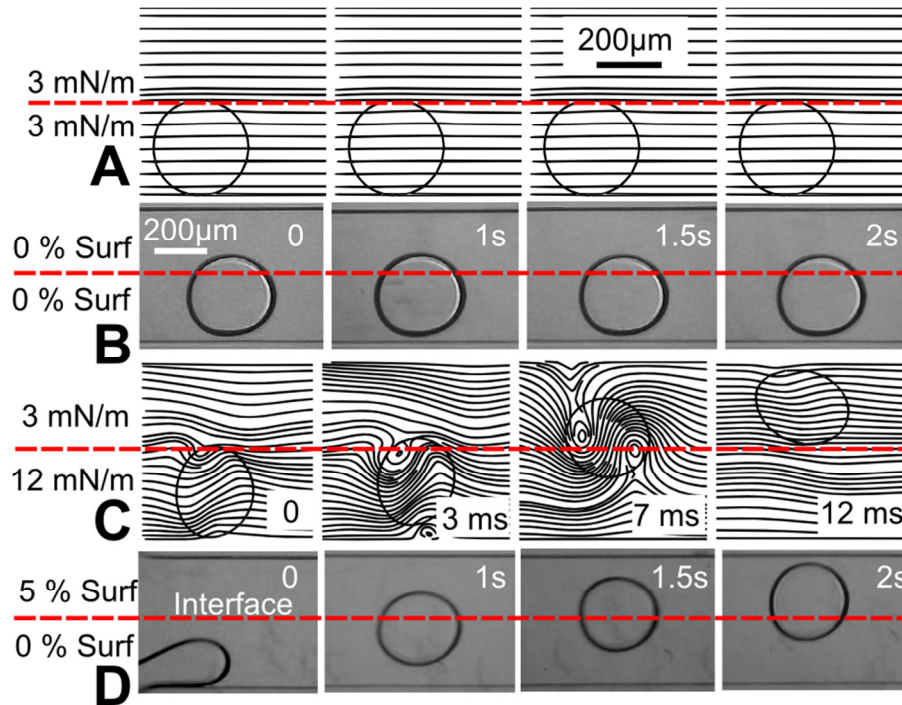 200µm
3 mN/m
3 mN/m
A
0 % Surf
0 % Surf
B
200µm
0
1s
1.5s
2s
3 mN/m
12 mN/m
C
0
3 ms
7 ms
12 ms
5 % Surf
0 % Surf
D
0
Interface
1s
1.5s
2s